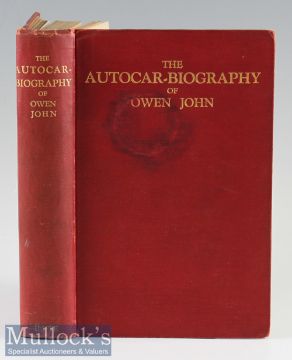 THE
AUTOCAR-
BIOGRAPHY
OF
OWEN
JOHN
THE
AUTOCAR-BIOGRAPHY
OF
OWEN JOHN
Mullock's
Specialist Auctioneers & Valuers